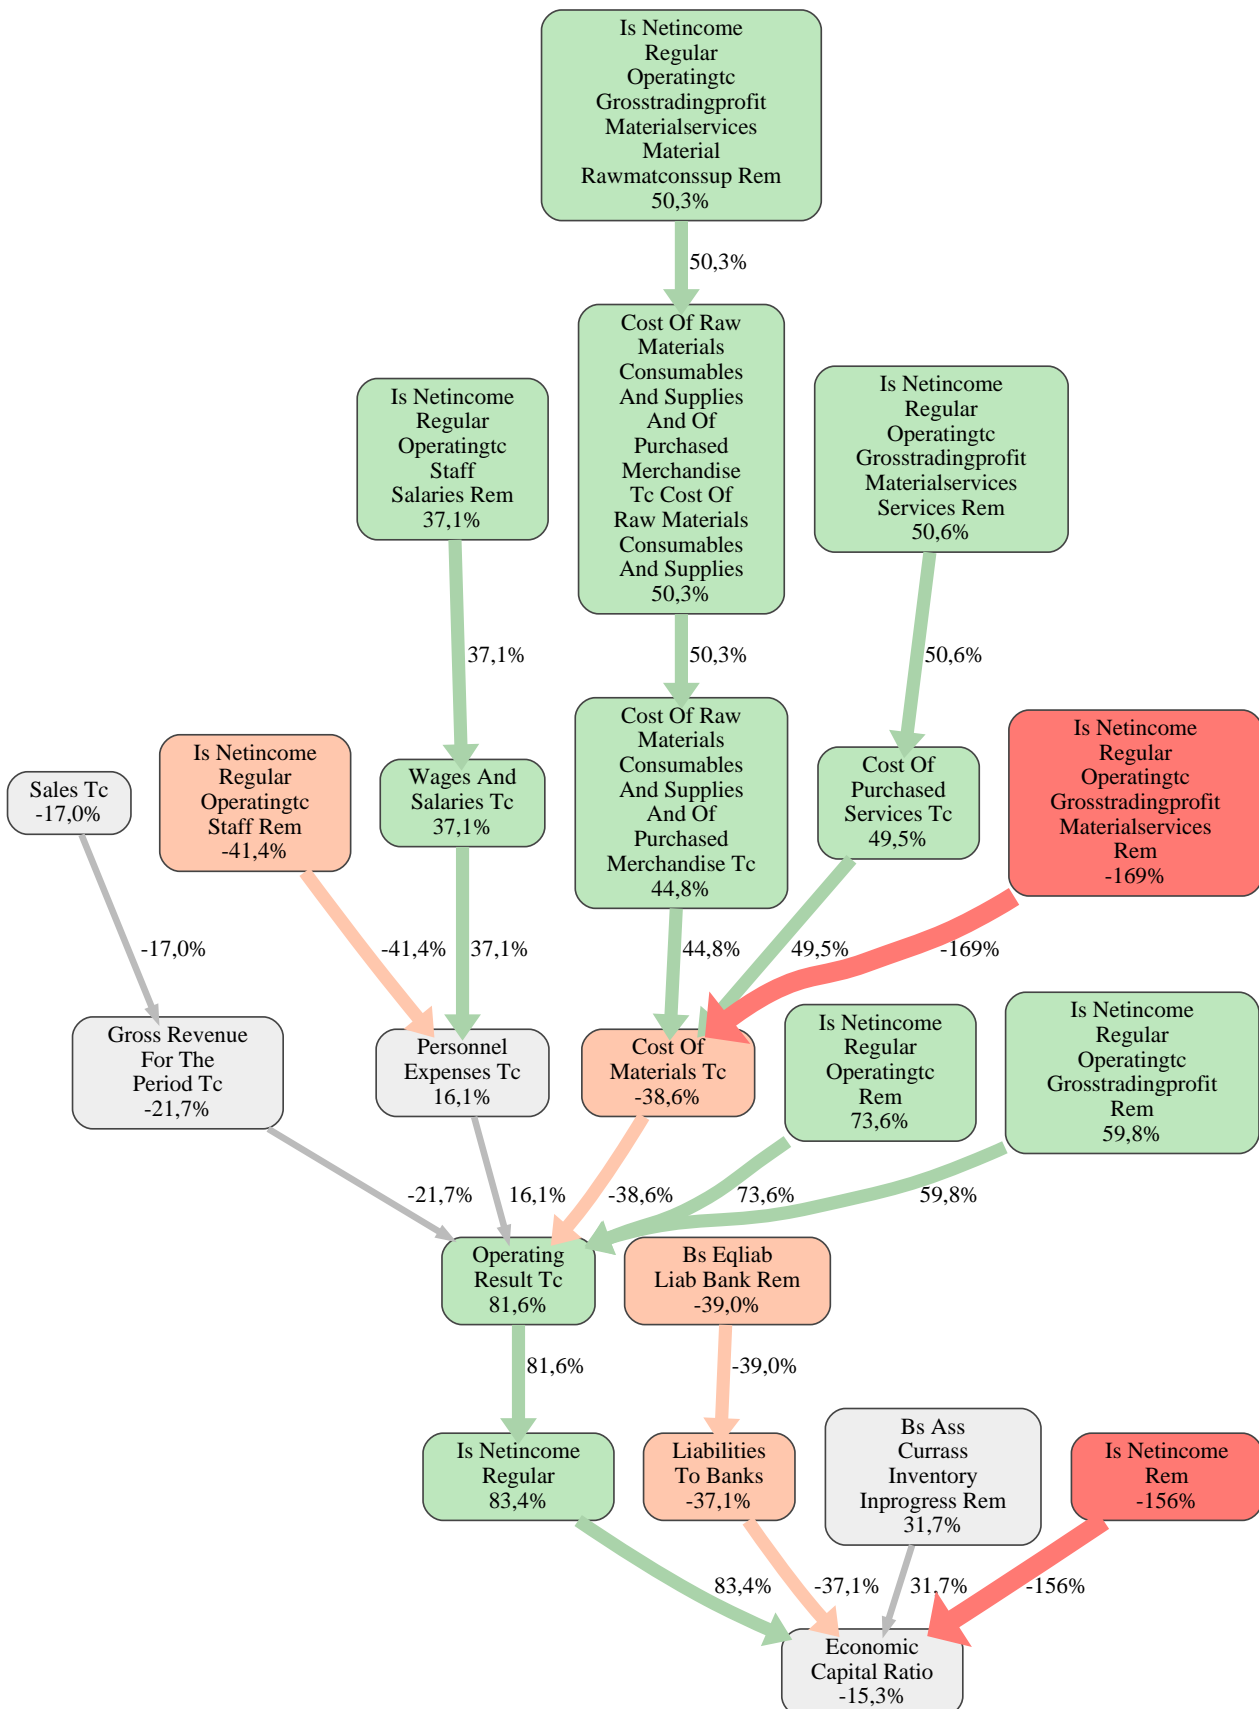 Is Netincome
Regular
Operatingtc
Grosstradingprofit
Materialservices
Material
Rawmatconssup Rem
50,3%
50,3%
Cost Of Raw
Materials
Consumables
And Supplies
And Of
Purchased
Merchandise
Tc Cost Of
Raw Materials
Consumables
And Supplies
50,3%
Is Netincome
Regular
Operatingtc
Staff
Salaries Rem
37,1%
Is Netincome
Regular
Operatingtc
Grosstradingprofit
Materialservices
Services Rem
50,6%
37,1%
50,3%
50,6%
Sales Tc
-17,0%
Is Netincome
Regular
Operatingtc
Staff Rem
-41,4%
Wages And
Salaries Tc
37,1%
Cost Of Raw
Materials
Consumables
And Supplies
And Of
Purchased
Merchandise Tc
44,8%
Cost Of
Purchased
Services Tc
49,5%
Is Netincome
Regular
Operatingtc
Grosstradingprofit
Materialservices
Rem
-169%
-17,0%
-41,4%
37,1%
44,8%
49,5%
-169%
Gross Revenue
For The
Period Tc
-21,7%
Personnel
Expenses Tc
16,1%
Cost Of
Materials Tc
-38,6%
Is Netincome
Regular
Operatingtc
Rem
73,6%
Is Netincome
Regular
Operatingtc
Grosstradingprofit
Rem
59,8%
-21,7%
16,1%
-38,6%
73,6%
59,8%
Operating
Result Tc
81,6%
Bs Eqliab
Liab Bank Rem
-39,0%
81,6%
-39,0%
Is Netincome
Regular
83,4%
Liabilities
To Banks
-37,1%
Bs Ass
Currass
Inventory
Inprogress Rem
31,7%
Is Netincome
Rem
-156%
83,4%
-37,1%
31,7%
-156%
Economic
Capital Ratio
-15,3%